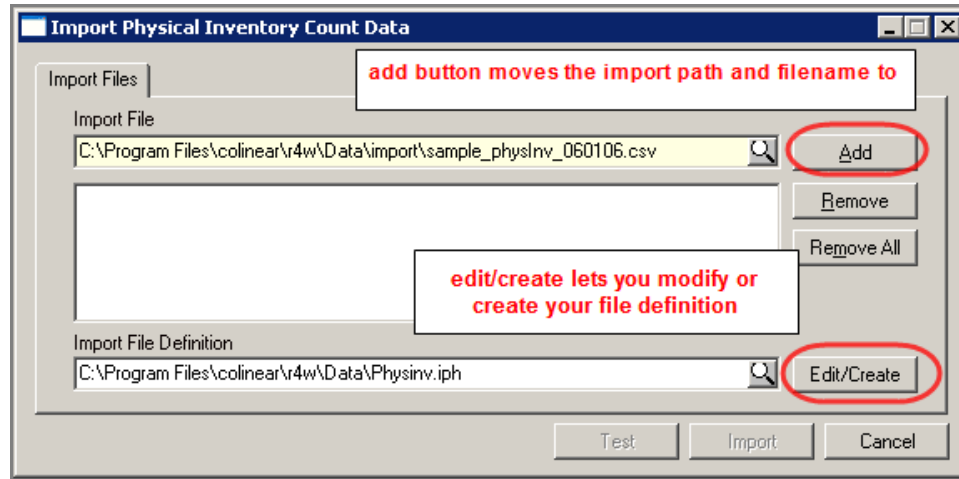 Import Physical Inventory Count Data
add button moves the import path and filename to
Import Files
Import File
C:\Program Files\colinear\r4w\Data\import\sample_physInv_060106.csv
Add
Remove
Remove All
edit/create lets you modify or
create your file definition
Import File Definition
C:\Program Files\colinear\r4w\Data\Physinv.iph
Edit/Create
Test
Import
Cancel